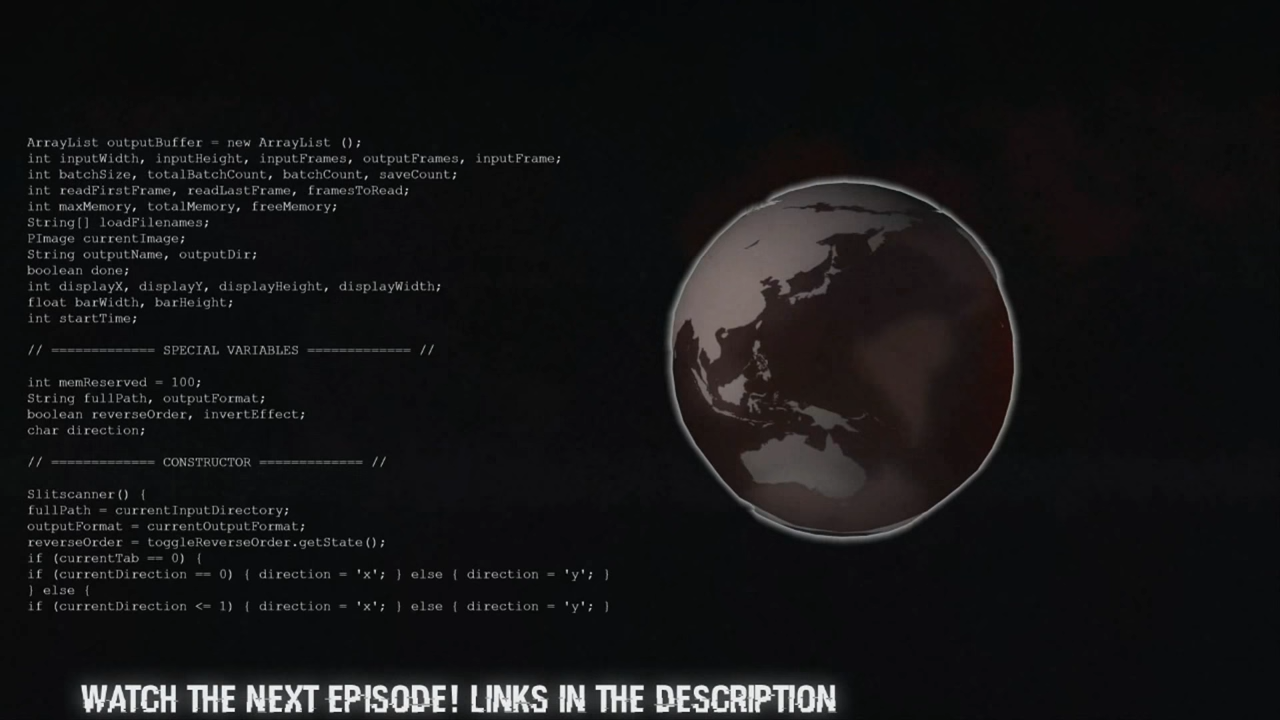 ArrayList outputBuffer = new ArrayList ();
int inputWidth, inputHeight, inputFrames, outputFrames, inputFrame;
int batchSize, totalBatchCount, batchCount, saveCount;
int readFirstFrame, readLastFrame, framesToRead;
int maxMemory, totalMemory, freeMemory;
String[] loadFilenames;
PImage currentImage;
String outputName, outputDir;
boolean done;
int displayX, displayY, displayHeight, displayWidth;
float barWidth, barHeight;
int startTime;
// ============= SPECIAL VARIABLES ============= //
int memReserved = 100;
String fullPath, outputFormat;
boolean reverseOrder, invertEffect;
char direction;
// ============= CONSTRUCTOR ============= //
Slitscanner() {
fullPath = currentInputDirectory;
outputFormat = currentOutputFormat;
reverseOrder = toggleReverseOrder.getState();
if (currentTab == 0) {
if (currentDirection == 0) { direction = 'x'; } else { direction = 'y'; }
} else {
if (currentDirection <= 1) { direction = 'x'; } else { direction = 'y'; }
WATCH THE NEXT EPISODE! LINKS IN THE DESCRIPTION